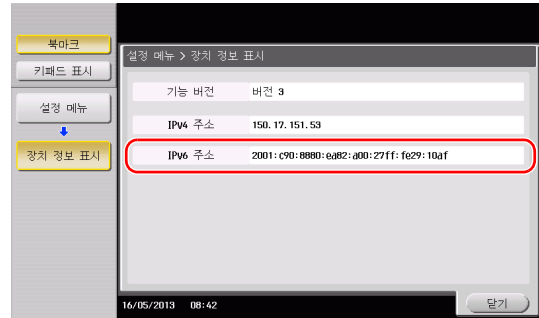 북마크
키패드 표시
설정 메뉴
장치 정보 표시
설정 메뉴 > 장치 정보 표시
기능 버전 버전 3
IPv4 주소 150.17.151.53
IPv6 주소 2001:c90:8880:ea82:a00:27ff:fe29:10af
16/05/2013 08:42
닫기